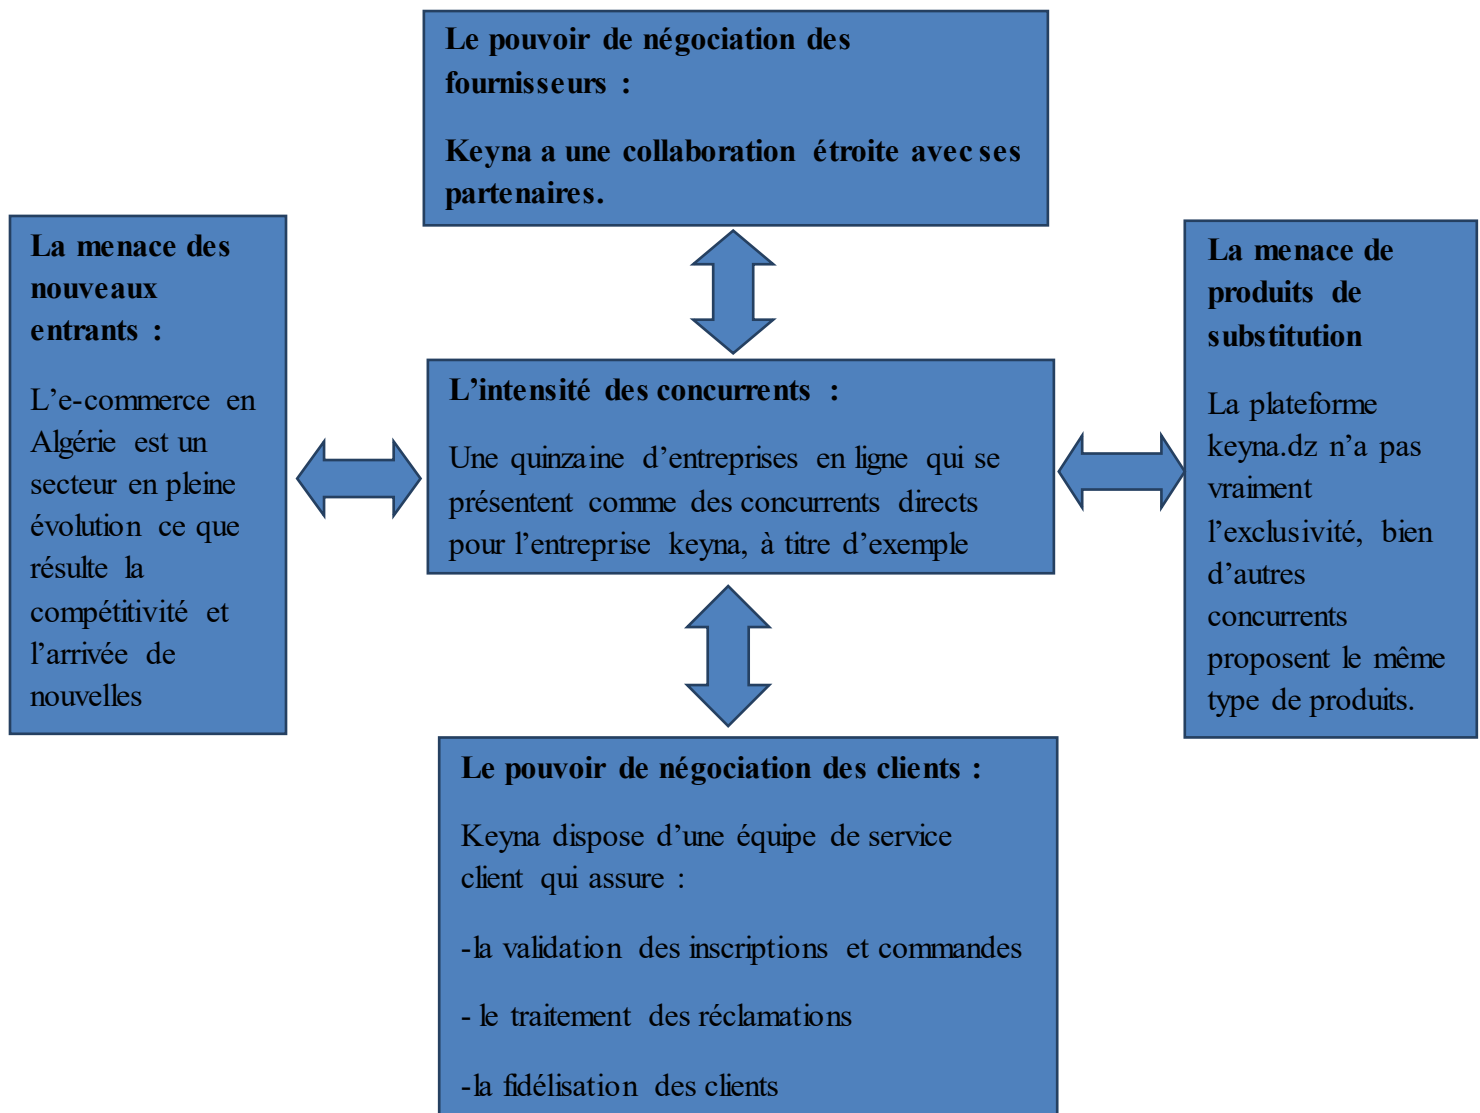 Le pouvoir de négociation des
fournisseurs :
Keyna a une collaboration étroite avec ses
partenaires.
La menace des
nouveaux
entrants :
L’e-commerce en
Algérie est un
secteur en pleine
évolution ce que
résulte la
compétitivité et
l’arrivée de
nouvelles
L’intensité des concurrents :
Une quinzaine d’entreprises en ligne qui se
présentent comme des concurrents directs
pour l’entreprise keyna, à titre d’exemple
La menace de
produits de
substitution
La plateforme
keyna.dz n’a pas
vraiment
l’exclusivité, bien
d’autres
concurrents
proposent le même
type de produits.
Le pouvoir de négociation des clients :
Keyna dispose d’une équipe de service
client qui assure :
-la validation des inscriptions et commandes
- le traitement des réclamations
-la fidélisation des clients